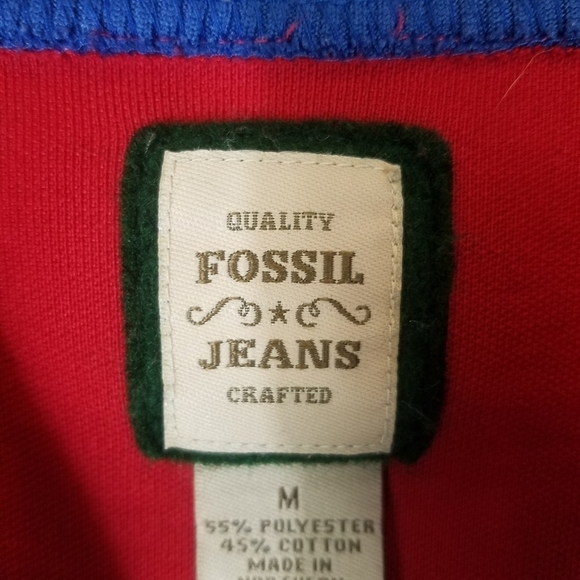 QUALITY
FOSSIL
JEANS
CRAFTED
M
55% POLYESTER
45% COTTON
MADE IN